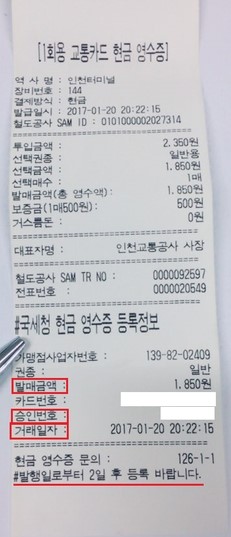 [1회용 교통카드 현금 영수증]
역 사 명 : 인천터미널
장비번호 : 144
결제방식 : 현금
발급일시 : 2017-01-20 20:22:15
철도공사 SAM ID : 0101000002027314
투입금액 : 2,350원
선택권종 : 일반용
선택금액 : 1,850원
선택매수 : 1매
발매금액(총 영수액) : 1,850원
보증금(1매500원) : 500원
거스름돈 : 0원
대표자명 : 인천교통공사 사장
철도공사 SAM TR NO : 0000092597
전표번호 : 0000020549
#국세청 현금 영수증 등록정보
가맹점사업자번호 : 139-82-02409
권종 : 일반
발매금액 : 1,850원
카드번호 :
승인번호 :
거래일자 : 2017-01-20 20:22:15
현금 영수증 문의 : 126-1-1
#발행일로부터 2일 후 등록 바랍니다.